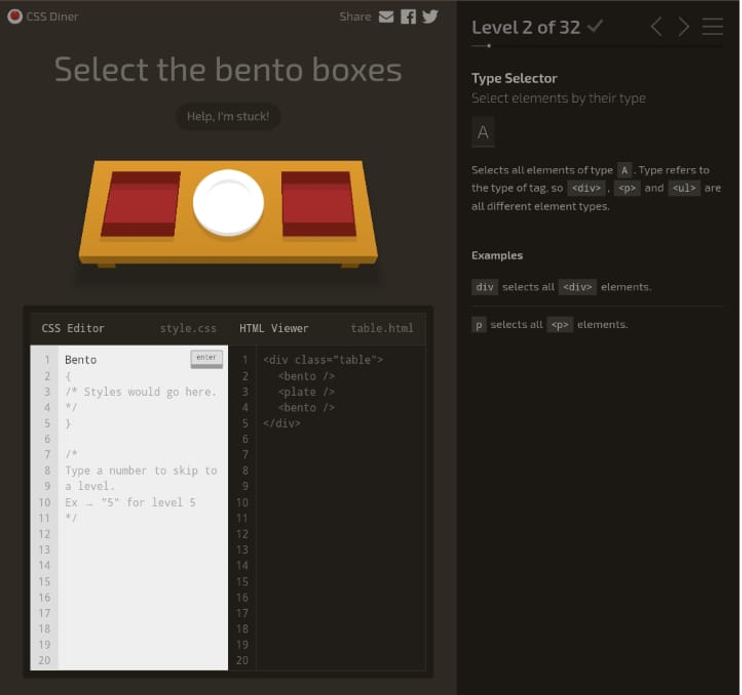 CSS Diner
Share
Select the bento boxes
Help, I'm stuck!
CSS Editor style.css
1 Bento enter
2 {
3 /* Styles would go here.
4 */
5 }
6
7 /*
8 Type a number to skip to
9 a level.
10 Ex → "5" for level 5
11 */
12
13
14
15
16
17
18
19
20
HTML Viewer table.html
1 <div class="table">
2 <bento />
3 <plate />
4 <bento />
5 </div>
6
7
8
9
10
11
12
13
14
15
16
17
18
19
20
Level 2 of 32
Type Selector
Select elements by their type
A
Selects all elements of type A . Type refers to
the type of tag, so <div> , <p> and <ul> are
all different element types.
Examples
div selects all <div> elements.
p selects all <p> elements.